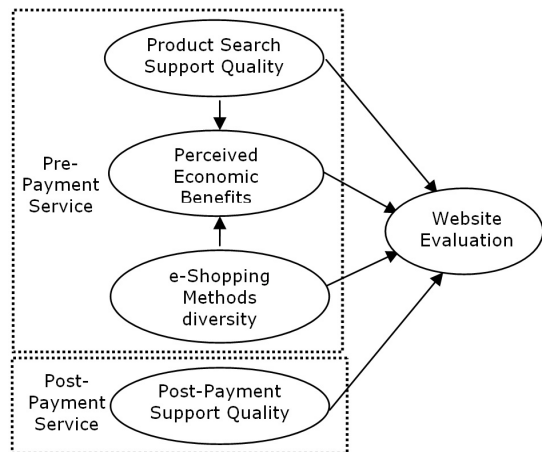 Product Search
Support Quality
Pre-
Payment
Service
Perceived
Economic
Benefits
Website
Evaluation
e-Shopping
Methods
diversity
Post-
Payment
Service
Post-Payment
Support Quality